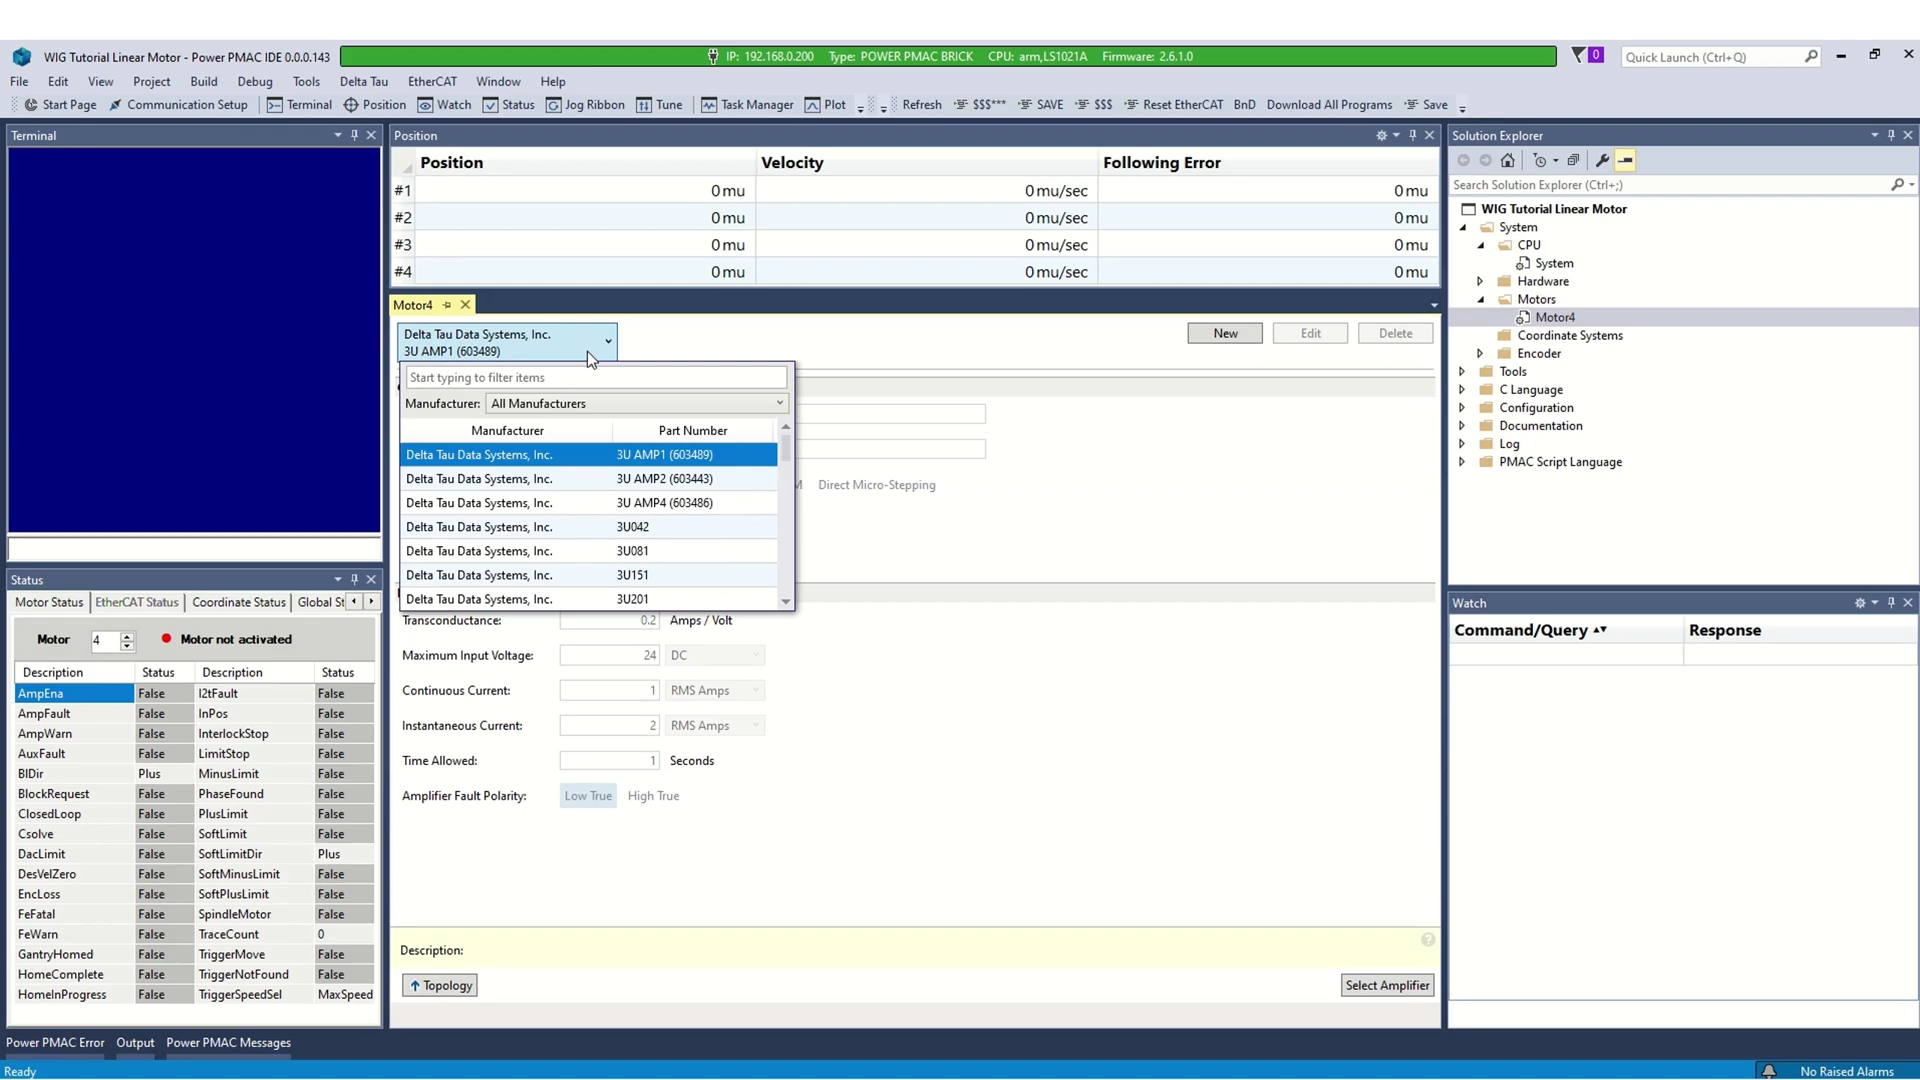 WIG Tutorial Linear Motor - Power PMAC IDE 0.0.0.143
IP: 192.168.0.200 Type: POWER PMAC BRICK CPU: arm,LS1021A Firmware: 2.6.1.0
0
Quick Launch (Ctrl+Q)
File Edit View Project Build Debug Tools Delta Tau EtherCAT Window Help
Start Page Communication Setup Terminal Position Watch Status Jog Ribbon Tune Task Manager Plot Refresh $$$*** SAVE $$$ Reset EtherCAT BnD Download All Programs Save
Terminal
Position
Position Velocity Following Error
#1 0 mu 0 mu/sec 0 mu
#2 0 mu 0 mu/sec 0 mu
#3 0 mu 0 mu/sec 0 mu
#4 0 mu 0 mu/sec 0 mu
Motor4
Delta Tau Data Systems, Inc.
3U AMP1 (603489)
New Edit Delete
Start typing to filter items
Manufacturer: All Manufacturers
Manufacturer Part Number
Delta Tau Data Systems, Inc. 3U AMP1 (603489)
Delta Tau Data Systems, Inc. 3U AMP2 (603443)
Delta Tau Data Systems, Inc. 3U AMP4 (603486)
Delta Tau Data Systems, Inc. 3U042
Delta Tau Data Systems, Inc. 3U081
Delta Tau Data Systems, Inc. 3U151
Delta Tau Data Systems, Inc. 3U201
Direct Micro-Stepping
Transconductance: 0.2 Amps / Volt
Maximum Input Voltage: 24 DC
Continuous Current: 1 RMS Amps
Instantaneous Current: 2 RMS Amps
Time Allowed: 1 Seconds
Amplifier Fault Polarity: Low True High True
Description:
Topology
Select Amplifier
Status
Motor Status EtherCAT Status Coordinate Status Global St
Motor 4 Motor not activated
Description Status Description Status
AmpEna False I2tFault False
AmpFault False InPos False
AmpWarn False InterlockStop False
AuxFault False LimitStop False
BlDir Plus MinusLimit False
BlockRequest False PhaseFound False
ClosedLoop False PlusLimit False
Csolve False SoftLimit False
DacLimit False SoftLimitDir Plus
DesVelZero False SoftMinusLimit False
EncLoss False SoftPlusLimit False
FeFatal False SpindleMotor False
FeWarn False TraceCount 0
GantryHomed False TriggerMove False
HomeComplete False TriggerNotFound False
HomeInProgress False TriggerSpeedSel MaxSpeed
Solution Explorer
Search Solution Explorer (Ctrl+;)
WIG Tutorial Linear Motor
System
CPU
System
Hardware
Motors
Motor4
Coordinate Systems
Encoder
Tools
C Language
Configuration
Documentation
Log
PMAC Script Language
Watch
Command/Query Response
Power PMAC Error Output Power PMAC Messages
Ready
No Raised Alarms